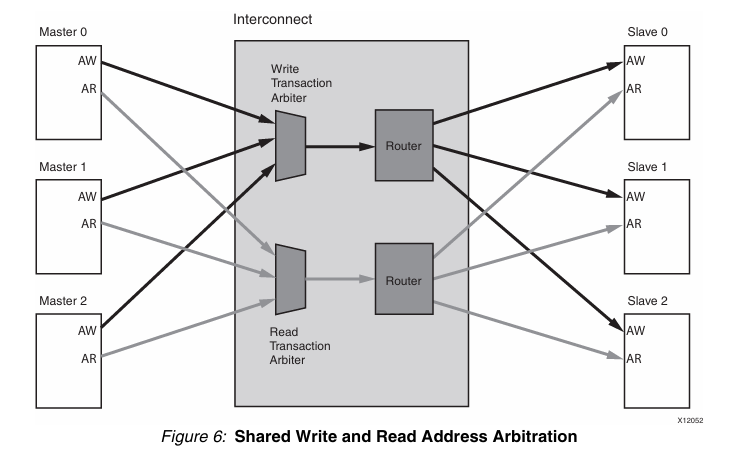 Interconnect
Master 0
AW
AR
Master 1
AW
AR
Master 2
AW
AR
Write
Transaction
Arbiter
Router
Read
Transaction
Arbiter
Router
Slave 0
AW
AR
Slave 1
AW
AR
Slave 2
AW
AR
X12052
Figure 6: Shared Write and Read Address Arbitration